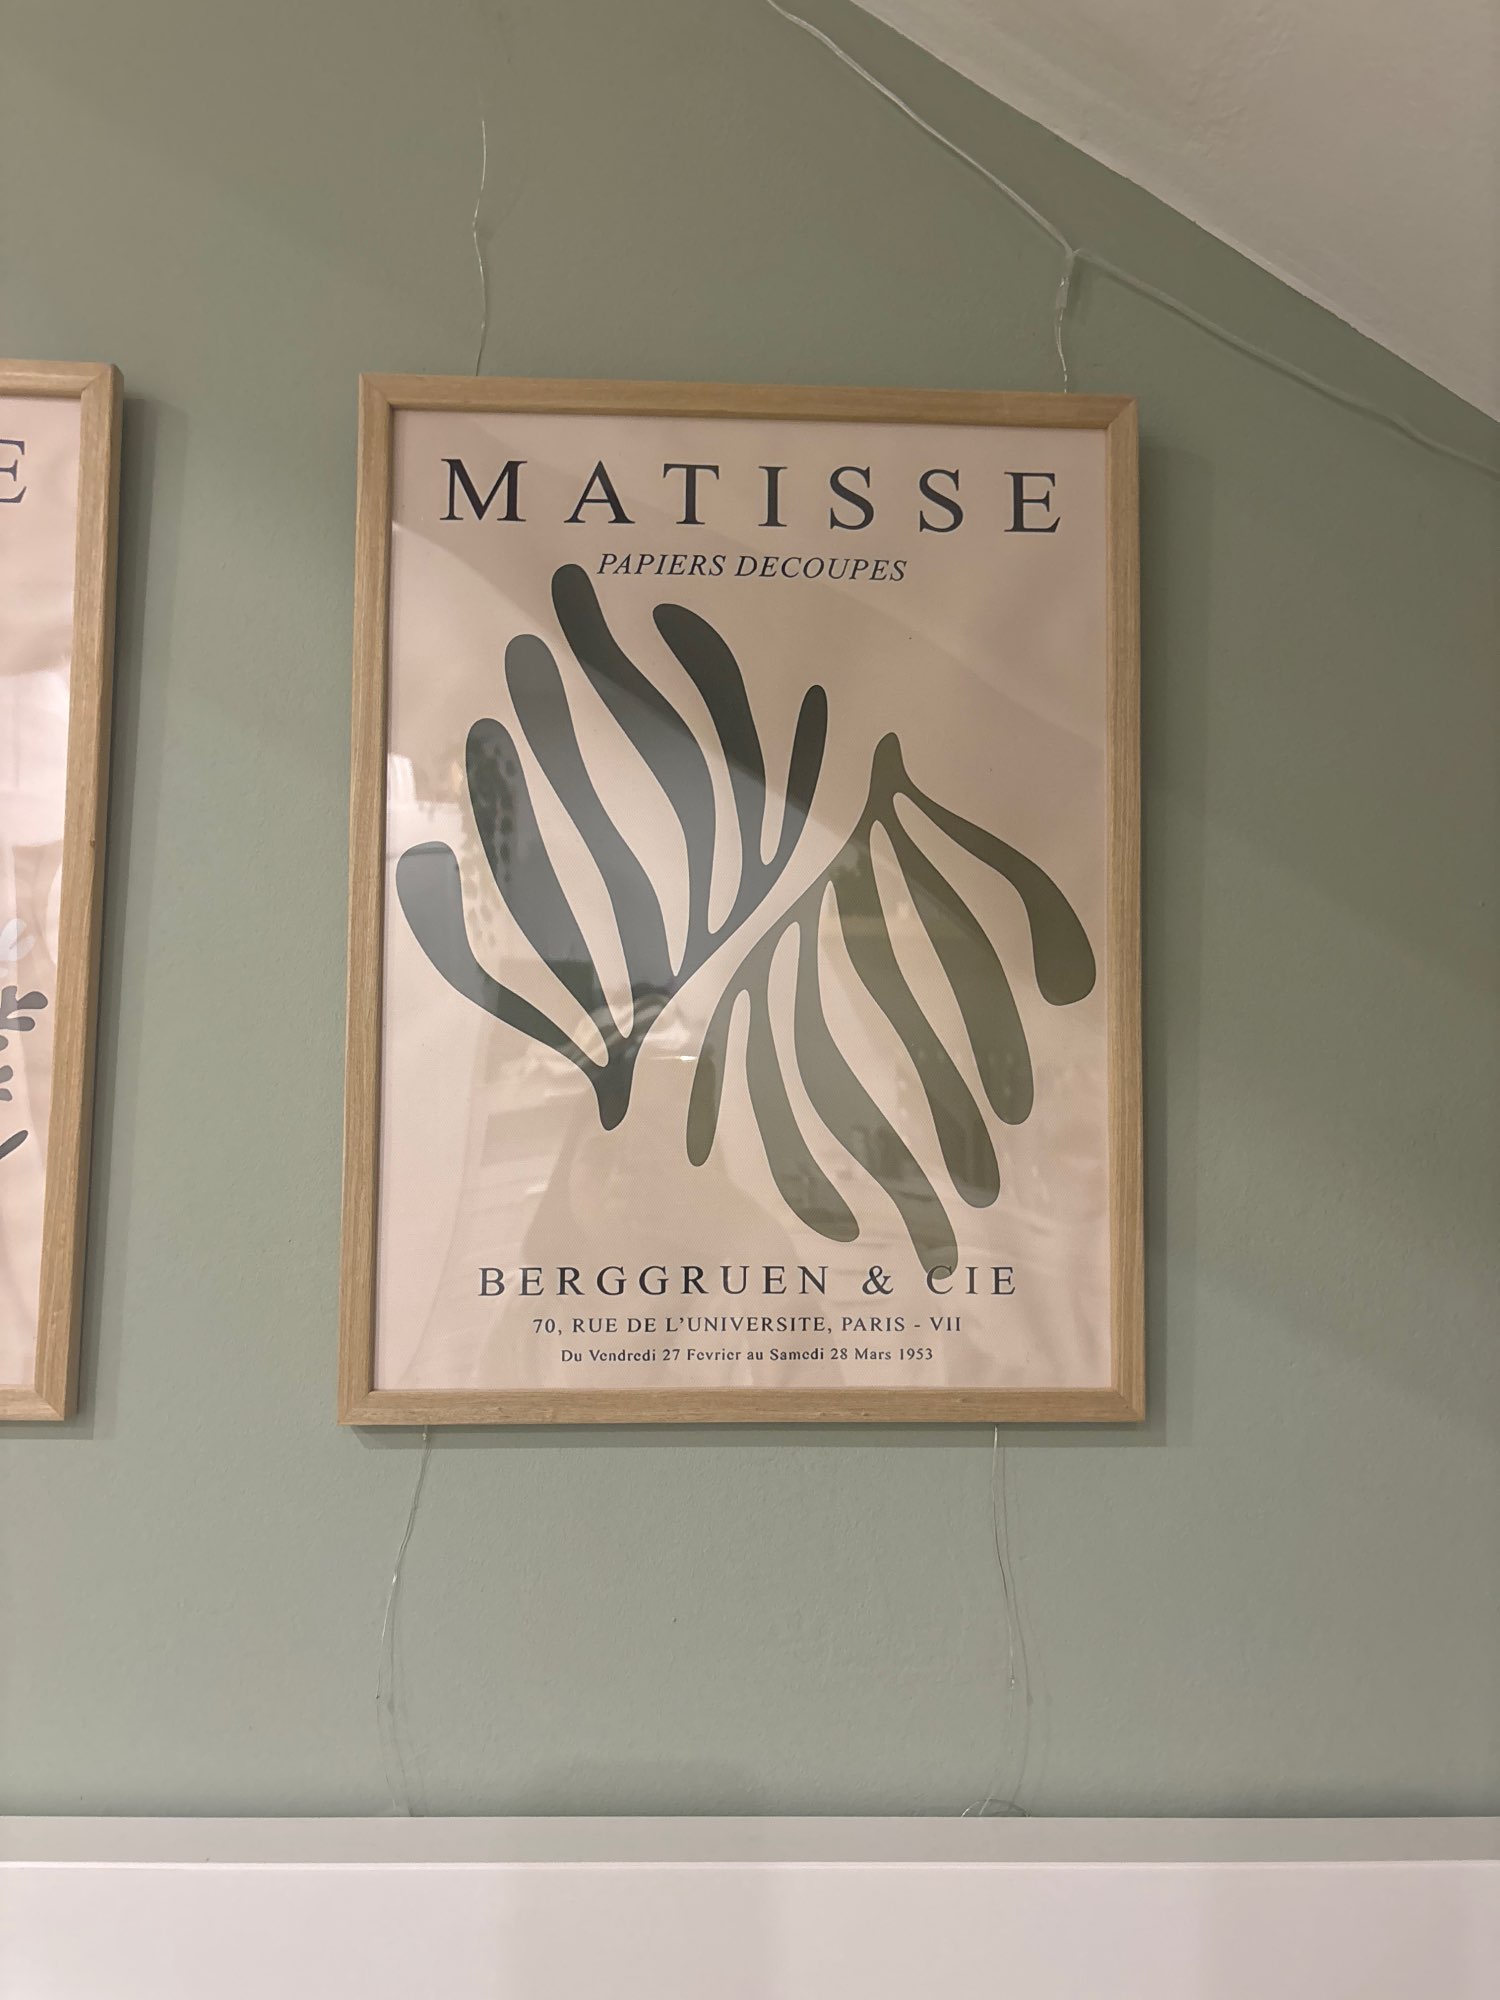 E
MATISSE
PAPIERS DECOUPES
BERGGRUEN & CIE
70, RUE DE L'UNIVERSITE, PARIS - VII
Du Vendredi 27 Fevrier au Samedi 28 Mars 1953